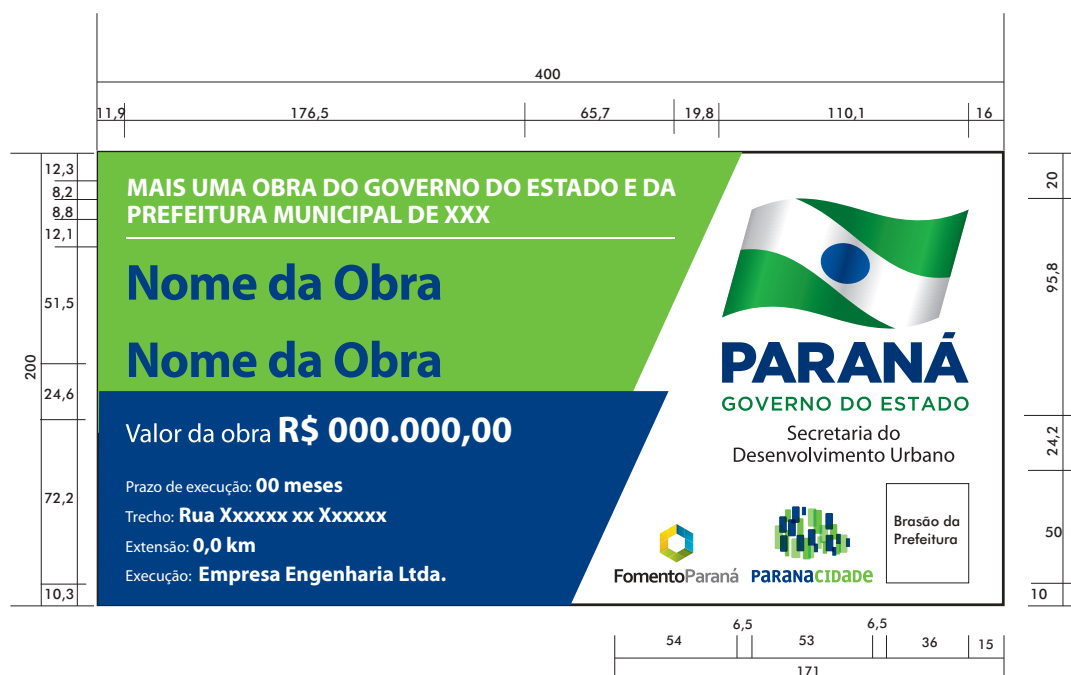 400
11,9 176,5 65,7 19,8 110,1 16
12,3
8,2
8,8
12,1
51,5
200
24,6
72,2
10,3
MAIS UMA OBRA DO GOVERNO DO ESTADO E DA
PREFEITURA MUNICIPAL DE XXX
Nome da Obra
Nome da Obra
Valor da obra R$ 000.000,00
Prazo de execução: 00 meses
Trecho: Rua Xxxxxx xx Xxxxxx
Extensão: 0,0 km
Execução: Empresa Engenharia Ltda.
PARANÁ
GOVERNO DO ESTADO
Secretaria do
Desenvolvimento Urbano
FomentoParaná
PARANACIDADE
Brasão da
Prefeitura
20
95,8
24,2
50
10
6,5 6,5
54 53 36 15
171